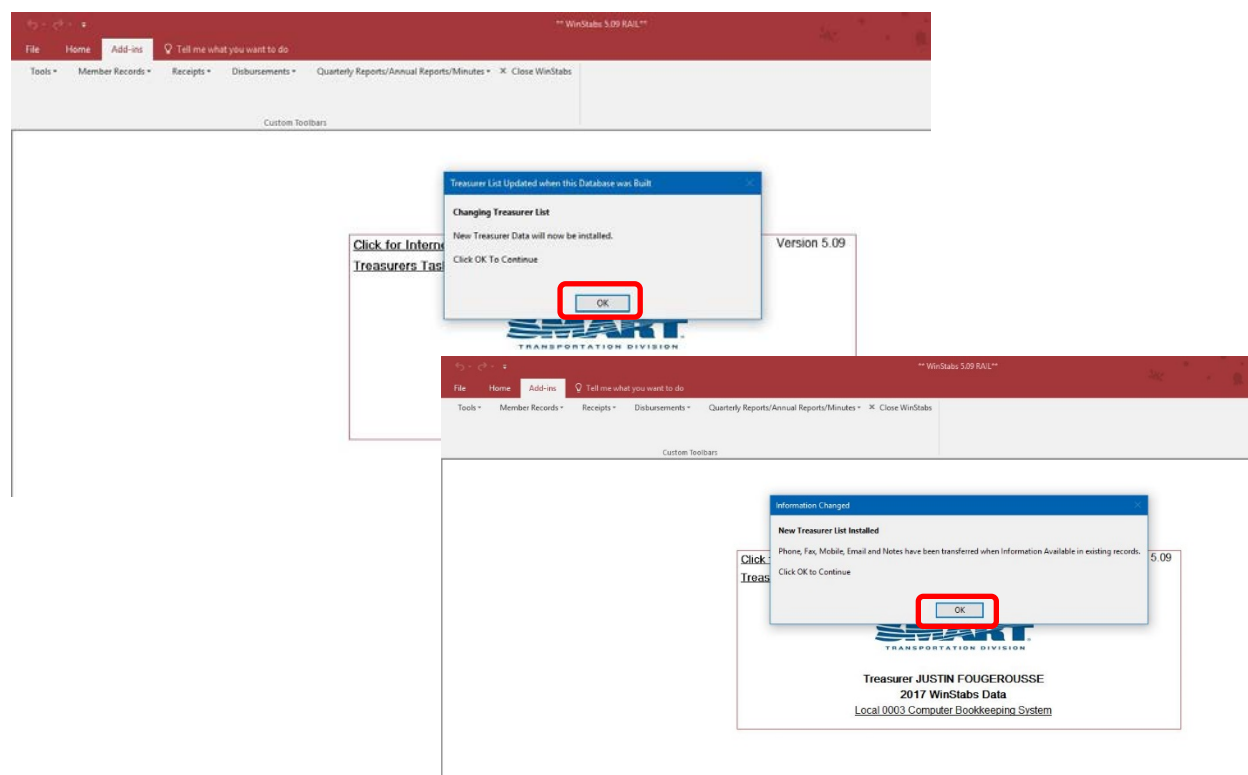 ** WinStabs 5.09 RAIL**
File Home Add-ins Tell me what you want to do
Tools Member Records Receipts Disbursements Quarterly Reports/Annual Reports/Minutes X Close WinStabs
Custom Toolbars
Treasurer List Updated when this Database was Built
Changing Treasurer List
New Treasurer Data will now be installed.
Click OK To Continue
OK
Click for Interne
Version 5.09
Treasurers Tas
SMART
TRANSPORTATION DIVISION
** WinStabs 5.09 RAIL**
File Home Add-ins Tell me what you want to do
Tools Member Records Receipts Disbursements Quarterly Reports/Annual Reports/Minutes X Close WinStabs
Custom Toolbars
Information Changed
New Treasurer List Installed
Phone, Fax, Mobile, Email and Notes have been transferred when Information Available in existing records.
Click OK to Continue
OK
Click
5.09
Treas
SMART
TRANSPORTATION DIVISION
Treasurer JUSTIN FOUGEROUSSE
2017 WinStabs Data
Local 0003 Computer Bookkeeping System